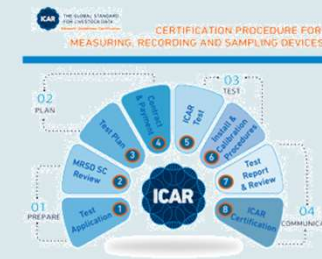 ICAR
THE GLOBAL STANDARD
FOR LIVESTOCK DATA
CERTIFICATION PROCEDURE FOR
MEASURING, RECORDING AND SAMPLING DEVICES
01
PREPARE
02
PLAN
03
TEST
04
COMMUNICA
Test
Application
1
MRSD SC
Review
2
Test Plan
3
Contract
& Payment
4
ICAR
Test
5
Install &
Calibration
Procedures
6
Test
Report
& Review
7
ICAR
Certification
8
ICAR